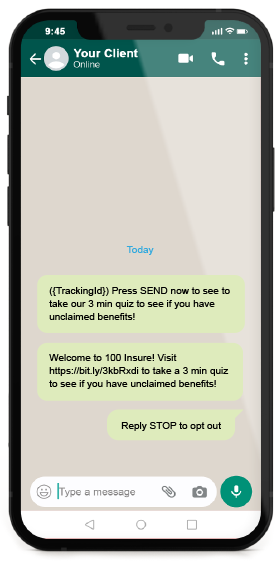 9:45
Your Client
Online
Today
({TrackingId}) Press SEND now to see to
take our 3 min quiz to see if you have
unclaimed benefits!
Welcome to 100 Insure! Visit
https://bit.ly/3kbRxdi to take a 3 min quiz
to see if you have unclaimed benefits!
Reply STOP to opt out
Type a message